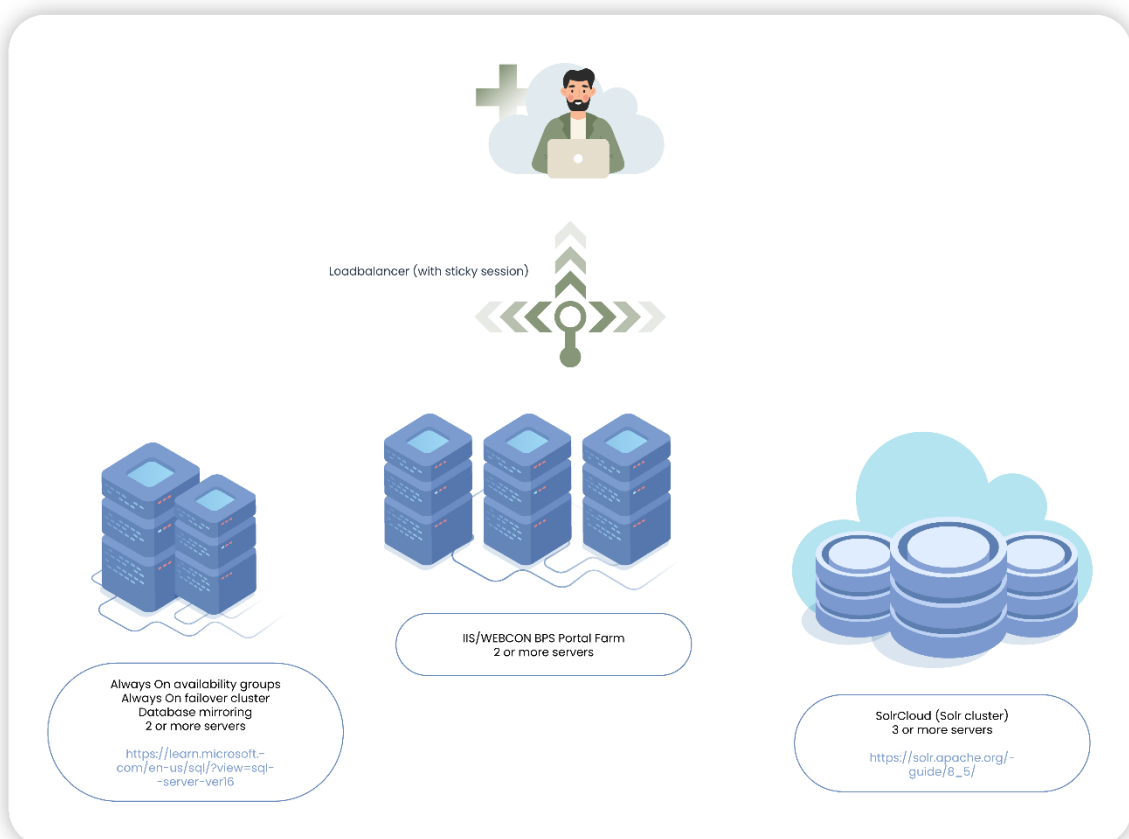 Loadbalancer (with sticky session)
IIS/WEBCON BPS Portal Farm
2 or more servers
Always On availability groups
Always On failover cluster
Database mirroring
2 or more servers
https://learn.microsoft.-
com/en-us/sql/?view=sql-
-server-ver16
SolrCloud (Solr cluster)
3 or more servers
https://solr.apache.org/-
guide/8_5/